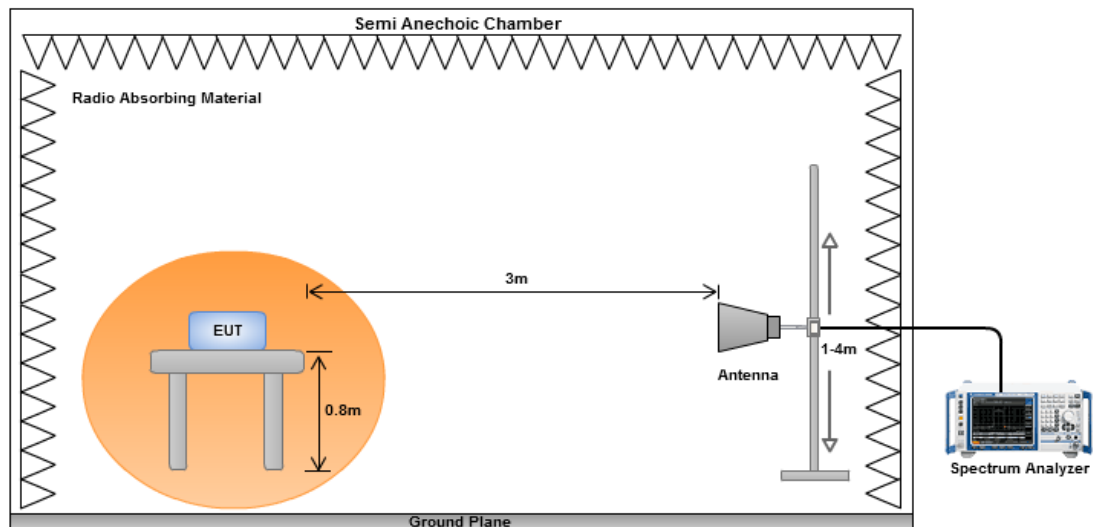 Semi Anechoic Chamber
Radio Absorbing Material
3m
EUT
0.8m
Antenna
1-4m
Spectrum Analyzer
Ground Plane